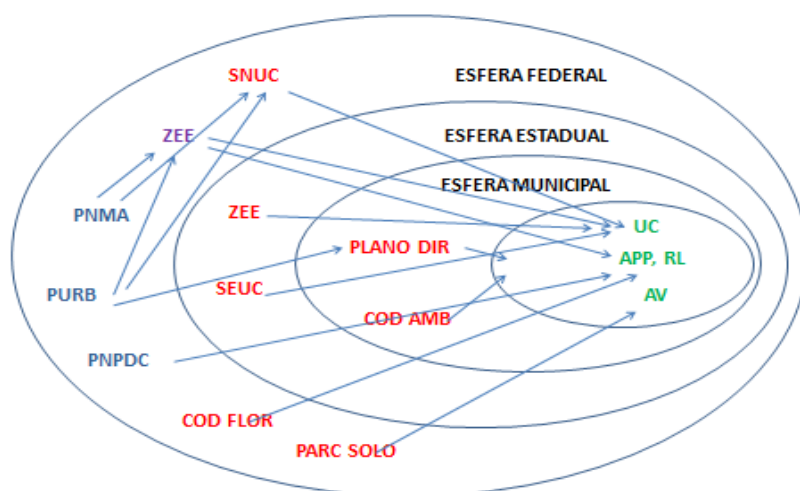 SNUC
ESFERA FEDERAL
ZEE
ESFERA ESTADUAL
ESFERA MUNICIPAL
PNMA
ZEE
UC
PLANO DIR
APP, RL
PURB
SEUC
AV
COD AMB
PNPDC
COD FLOR
PARC SOLO